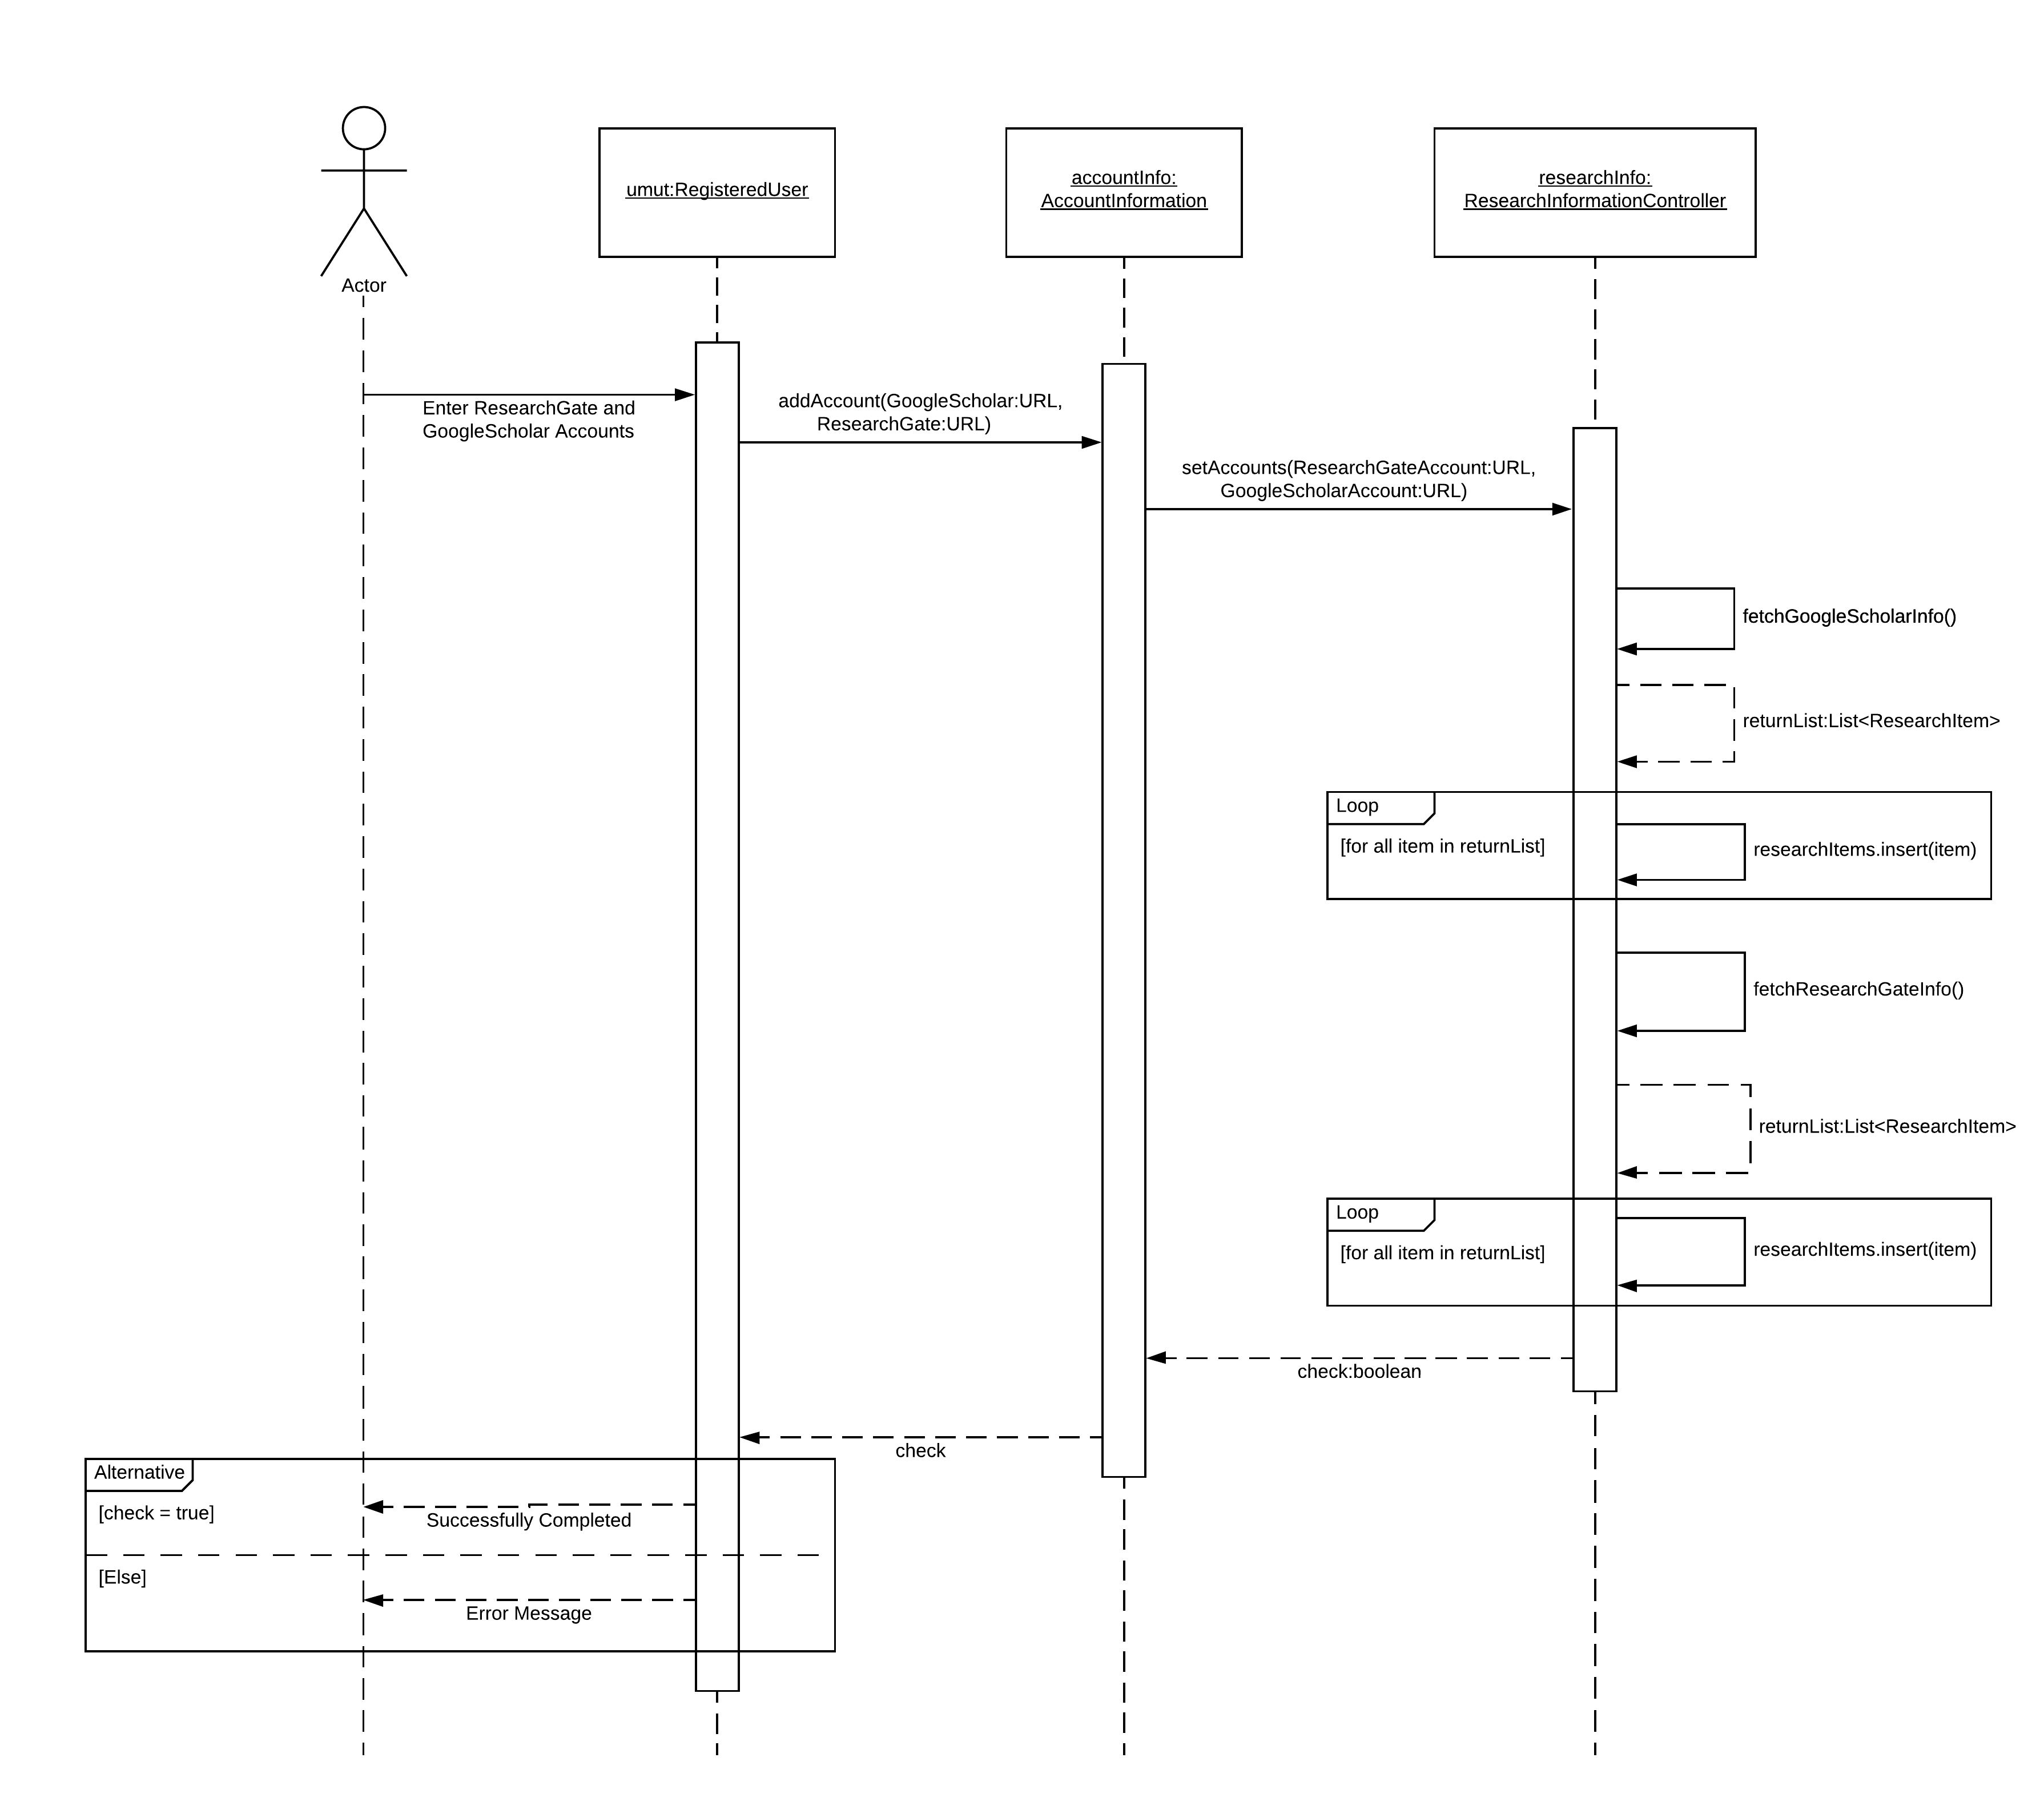 Actor
umut:RegisteredUser
accountInfo:
AccountInformation
researchInfo:
ResearchInformationController
Enter ResearchGate and
GoogleScholar Accounts
addAccount(GoogleScholar:URL,
ResearchGate:URL)
setAccounts(ResearchGateAccount:URL,
GoogleScholarAccount:URL)
fetchGoogleScholarInfo()
returnList:List<ResearchItem>
Loop
[for all item in returnList]
researchItems.insert(item)
fetchResearchGateInfo()
returnList:List<ResearchItem>
Loop
[for all item in returnList]
researchItems.insert(item)
check:boolean
check
Alternative
[check = true]
Successfully Completed
[Else]
Error Message